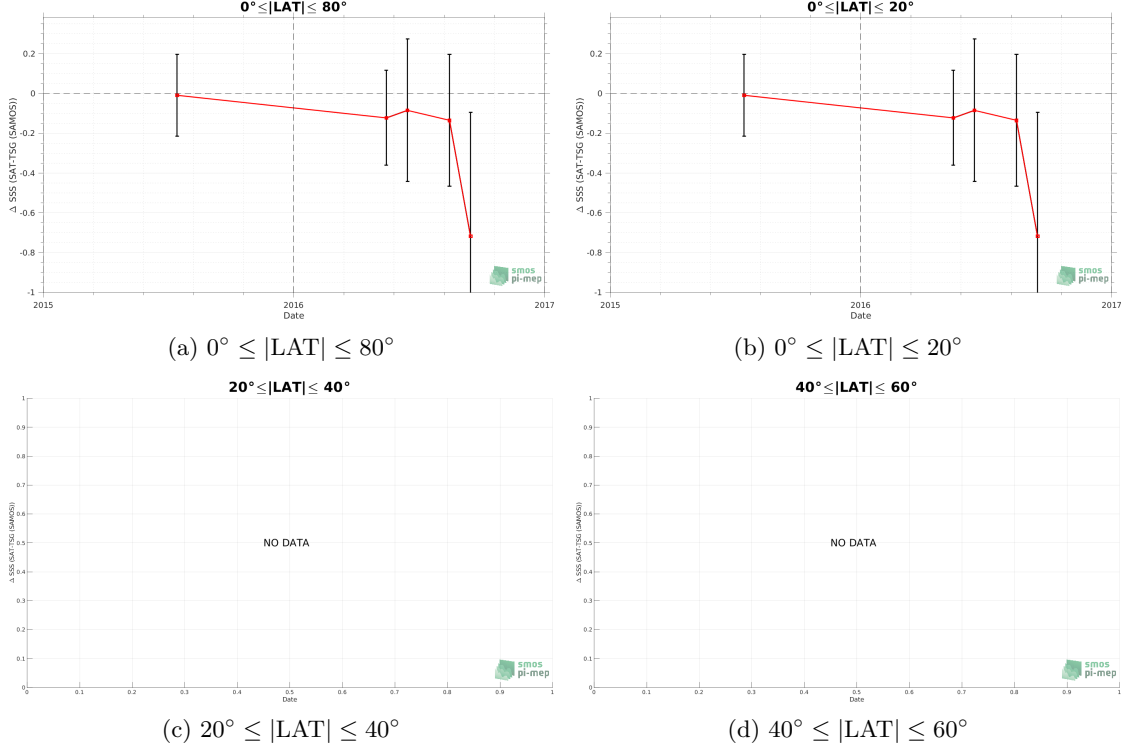 0°≤|LAT|≤ 80°
0.2
0
-0.2
-0.4
-0.6
-0.8
-1
Δ SSS (SAT-TSG (SAMOS))
2015
2016
2017
Date
smos
pi-mep
(a) 0° ≤ |LAT| ≤ 80°
0°≤|LAT|≤ 20°
0.2
0
-0.2
-0.4
-0.6
-0.8
-1
Δ SSS (SAT-TSG (SAMOS))
2015
2016
2017
Date
smos
pi-mep
(b) 0° ≤ |LAT| ≤ 20°
20°≤|LAT|≤ 40°
1
0.9
0.8
0.7
0.6
0.5
0.4
0.3
0.2
0.1
0
Δ SSS (SAT-TSG (SAMOS))
NO DATA
0 0.1 0.2 0.3 0.4 0.5 0.6 0.7 0.8 0.9 1
Date
smos
pi-mep
(c) 20° ≤ |LAT| ≤ 40°
40°≤|LAT|≤ 60°
1
0.9
0.8
0.7
0.6
0.5
0.4
0.3
0.2
0.1
0
Δ SSS (SAT-TSG (SAMOS))
NO DATA
0 0.1 0.2 0.3 0.4 0.5 0.6 0.7 0.8 0.9 1
Date
smos
pi-mep
(d) 40° ≤ |LAT| ≤ 60°